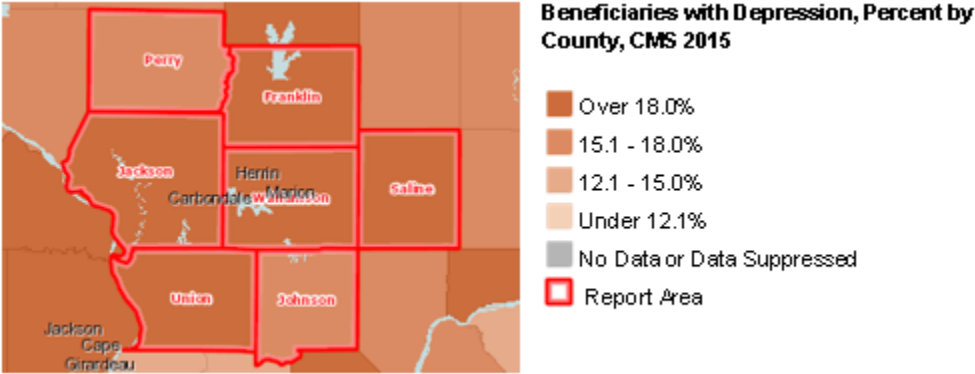 Beneficiaries with Depression, Percent by
County, CMS 2015
Over 18.0%
15.1 - 18.0%
12.1 - 15.0%
Under 12.1%
No Data or Data Suppressed
Report Area
Perry
Franklin
Jackson
Herrin
Carbondale
Marion
Williamson
Saline
Union
Johnson
Jackson
Cape
Girardeau